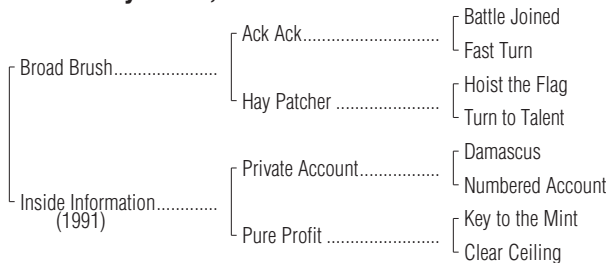 Battle Joined
Ack Ack........................
Fast Turn
Broad Brush.....................
Hoist the Flag
Hay Patcher .....................
Turn to Talent
Damascus
Private Account................
Numbered Account
Inside Information............
(1991)
Key to the Mint
Pure Profit .......................
Clear Ceiling